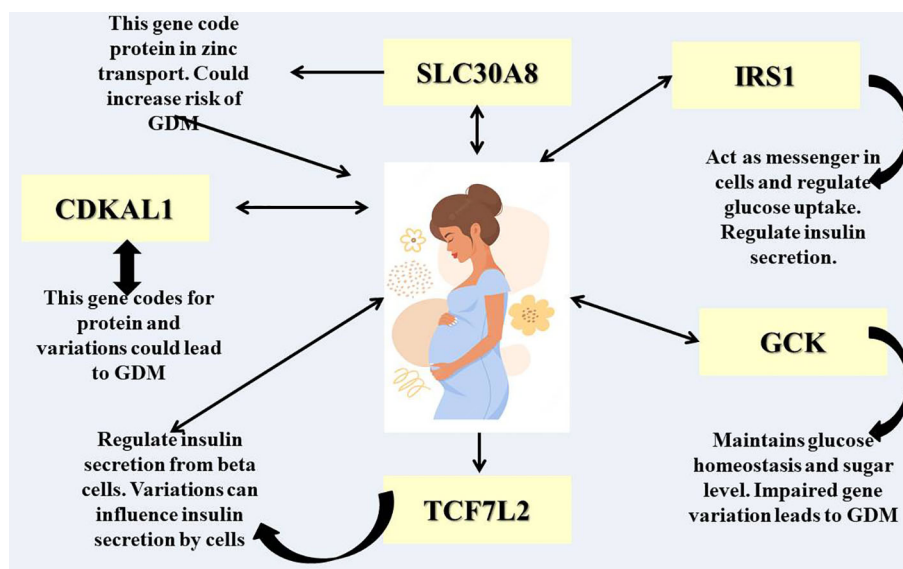 This gene code
protein in zinc
transport. Could
increase risk of
GDM
SLC30A8
IRS1
Act as messenger in
cells and regulate
glucose uptake.
Regulate insulin
secretion.
CDKAL1
This gene codes for
protein and
variations could lead
to GDM
GCK
Maintains glucose
homeostasis and sugar
level. Impaired gene
variation leads to GDM
Regulate insulin
secretion from beta
cells. Variations can
influence insulin
secretion by cells
TCF7L2